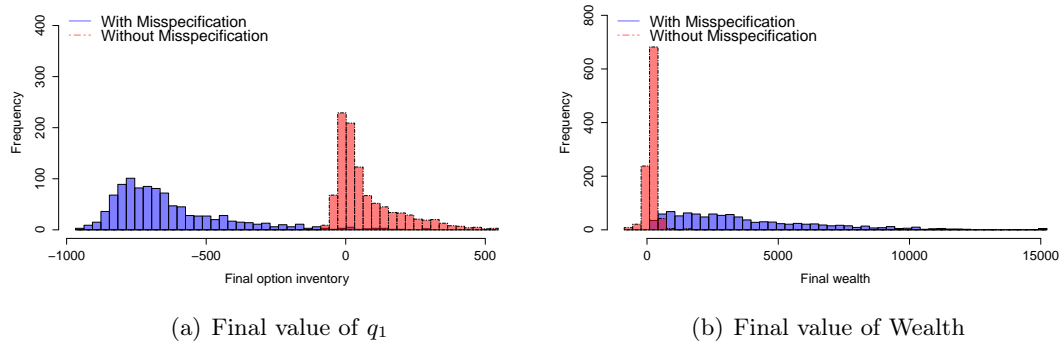 With Misspecification
Without Misspecification
Frequency
0
100
200
300
400
-1000
-500
0
500
Final option inventory
(a) Final value of q1
With Misspecification
Without Misspecification
Frequency
0
200
400
600
800
0
5000
10000
15000
Final wealth
(b) Final value of Wealth